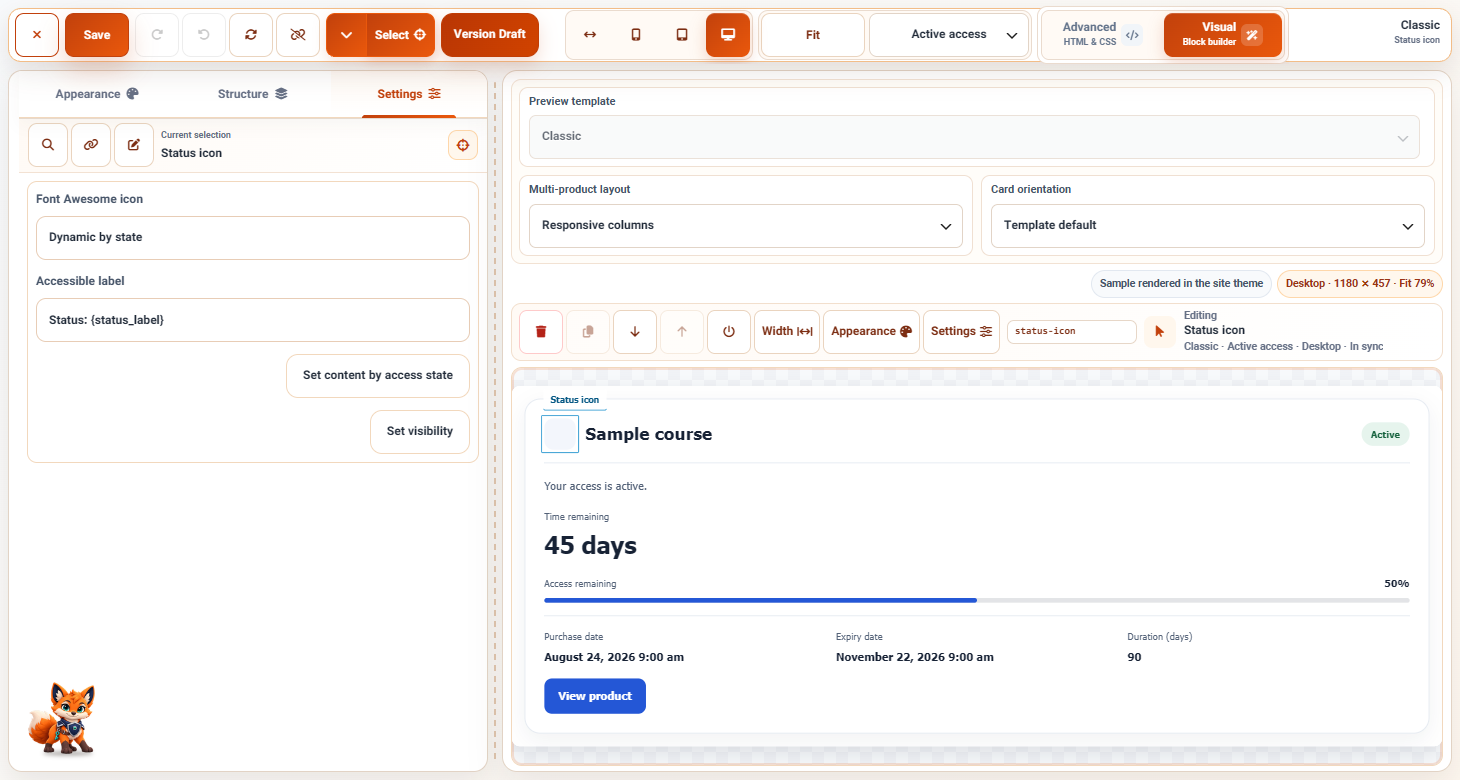 Save
Select
Version Draft
Fit
Active access
Advanced
HTML & CSS
</>
Visual
Block builder
Classic
Status icon
Appearance
Structure
Settings
Current selection
Status icon
Font Awesome icon
Dynamic by state
Accessible label
Status: {status_label}
Set content by access state
Set visibility
Preview template
Classic
Multi-product layout
Responsive columns
Card orientation
Template default
Sample rendered in the site theme
Desktop · 1180 × 457 · Fit 79%
Width
Appearance
Settings
status-icon
Editing
Status icon
Classic · Active access · Desktop · In sync
Status icon
Sample course
Active
Your access is active.
Time remaining
45 days
Access remaining
50%
Purchase date
August 24, 2026 9:00 am
Expiry date
November 22, 2026 9:00 am
Duration (days)
90
View product